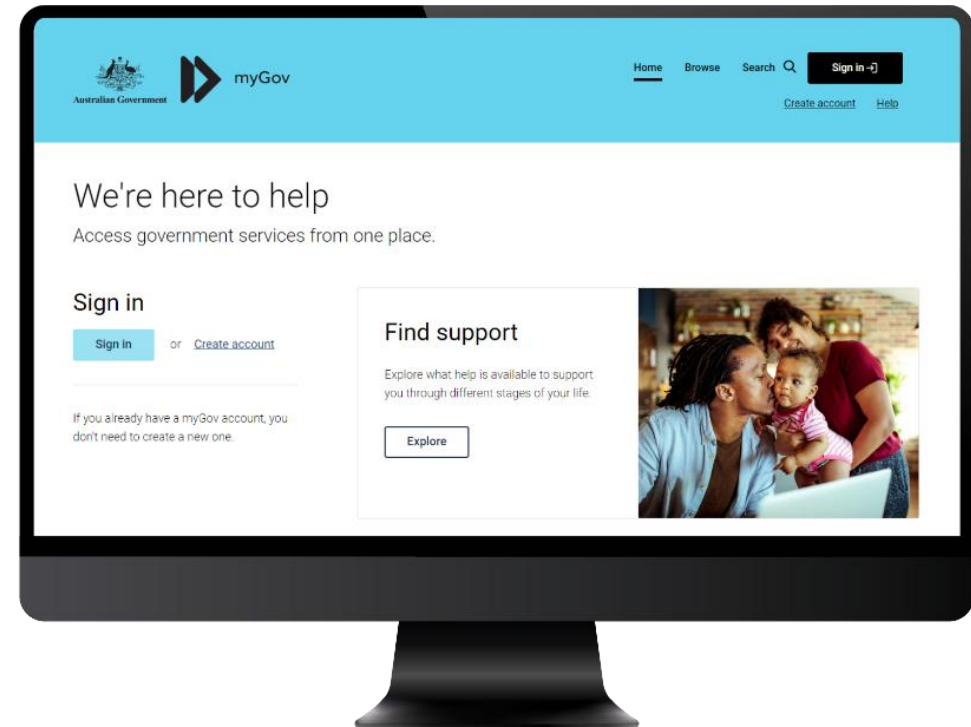 Australian Government
myGov
Home Browse Search Sign in
Create account Help
We're here to help
Access government services from one place.
Sign in
Sign in or Create account
If you already have a myGov account, you
don't need to create a new one.
Find support
Explore what help is available to support
you through different stages of your life.
Explore